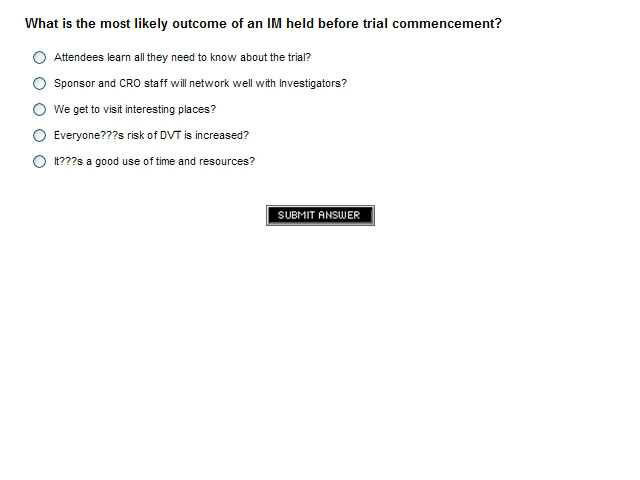 What is the most likely outcome of an IM held before trial commencement?
Attendees learn all they need to know about the trial?
Sponsor and CRO staff will network well with Investigators?
We get to visit interesting places?
Everyone???s risk of DVT is increased?
It???s a good use of time and resources?
SUBMIT ANSWER